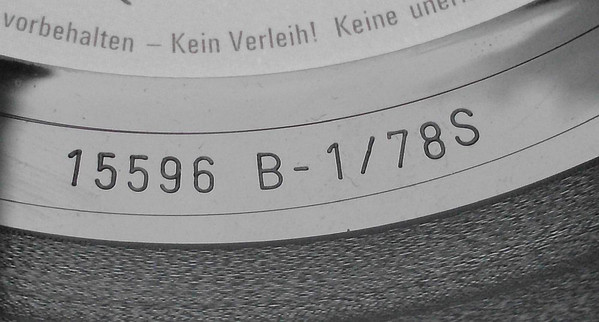 vorbehalten – Kein Verleih! Keine
15596 B-1/78S